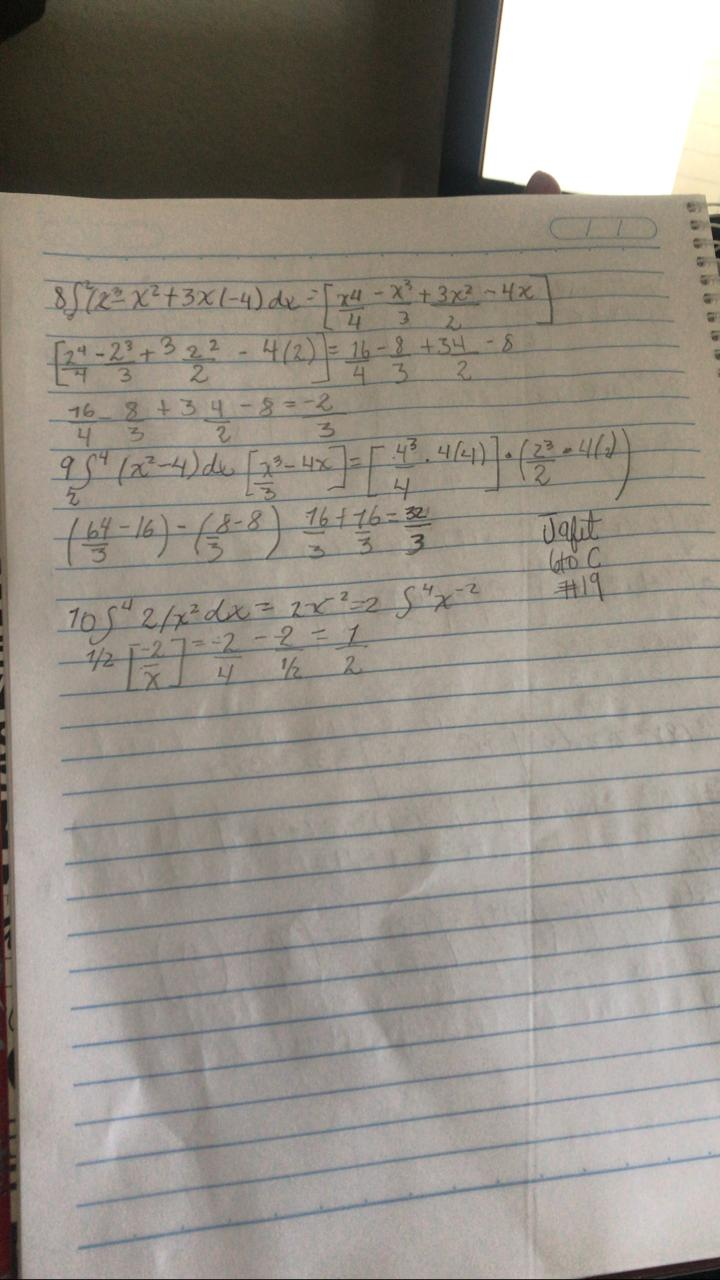 8 ∫₀² (x³ - x² + 3x (-4) dx = [x⁴/4 - x³/3 + 3x²/2 - 4x]
[2⁴/4 - 2³/3 + 3 2²/2 - 4(2)] = 16/4 - 8/3 + 34/2 - 8
16/4 - 8/3 + 3 4/2 - 8 = -2/3
9 ∫₂⁴ (x² - 4) dx [x³/3 - 4x] = [4³/4 . 4(4)] · (2³/2 - 4(2))
(64/3 - 16) - (8/3 - 8) 16/3 + 16/3 = 32/3
Jafit
6to C
#19
10 ∫⁴ 2/x² dx = 2x⁻² = 2 ∫⁴ x⁻²
1/2 [-2/x] = -2/4 - -2/1/2 = 1/2